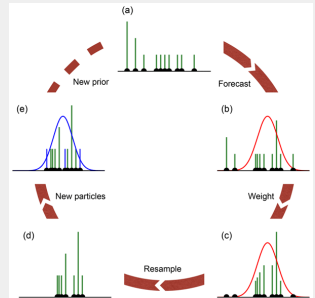 (a)
New prior
Forecast
(e)
(b)
New particles
Weight
(d)
Resample
(c)